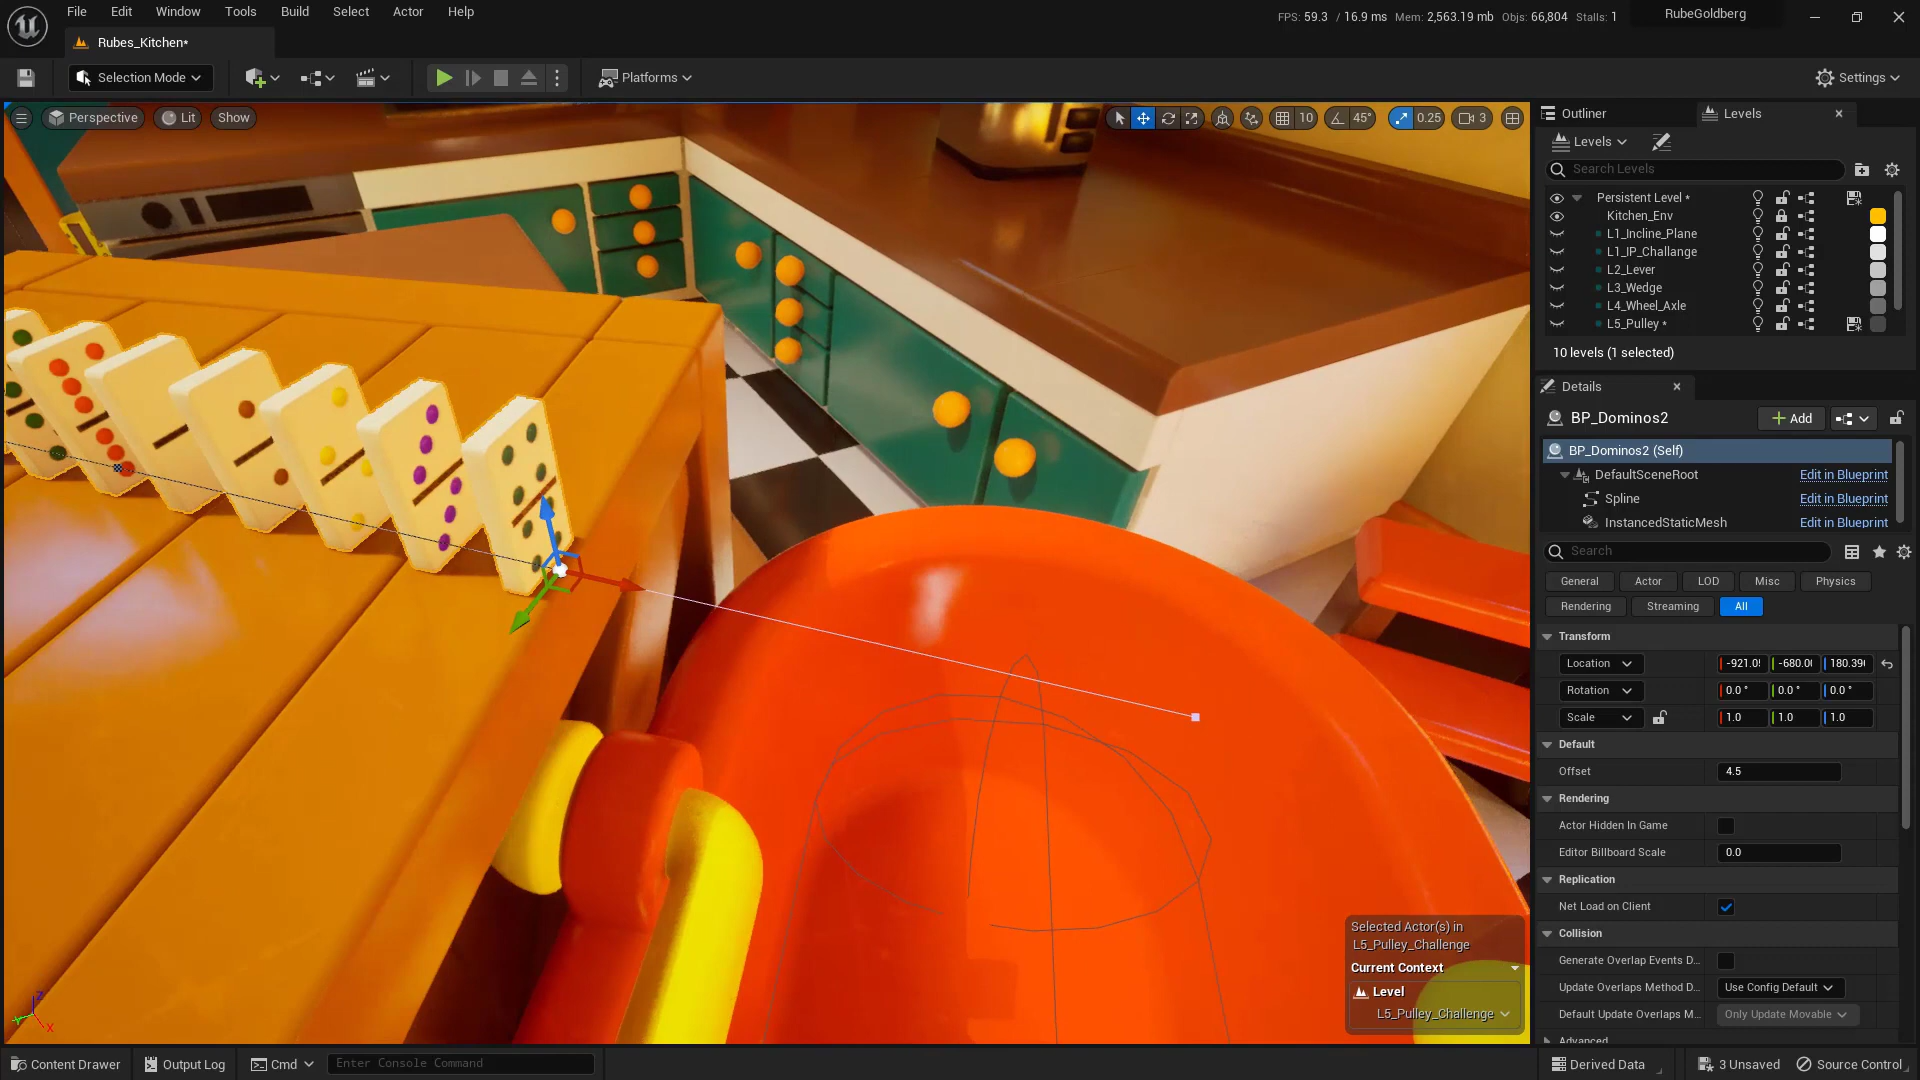 File Edit Window Tools Build Select Actor Help
FPS: 59.3 / 16.9 ms Mem: 2,563.19 mb Objs: 66,804 Stalls: 1
RubeGoldberg
Rubes_Kitchen*
Selection Mode
Platforms
Settings
Perspective
Lit
Show
10
45°
0.25
3
Outliner
Levels
Levels
Search Levels
Persistent Level *
Kitchen_Env
L1_Incline_Plane
L1_IP_Challange
L2_Lever
L3_Wedge
L4_Wheel_Axle
L5_Pulley *
10 levels (1 selected)
Details
BP_Dominos2
Add
BP_Dominos2 (Self)
DefaultSceneRoot Edit in Blueprint
Spline Edit in Blueprint
InstancedStaticMesh Edit in Blueprint
Search
General Actor LOD Misc Physics
Rendering Streaming All
Transform
Location -921.0 -680.0 180.39
Rotation 0.0 ° 0.0 ° 0.0 °
Scale 1.0 1.0 1.0
Default
Offset 4.5
Rendering
Actor Hidden In Game
Editor Billboard Scale 0.0
Replication
Net Load on Client
Collision
Generate Overlap Events D...
Update Overlaps Method D... Use Config Default
Default Update Overlaps M... Only Update Movable
Advanced
Selected Actor(s) in
L5_Pulley_Challenge
Current Context
Level
L5_Pulley_Challenge
Z
Y
X
Content Drawer
Output Log
Cmd
Enter Console Command
Derived Data
3 Unsaved
Source Control